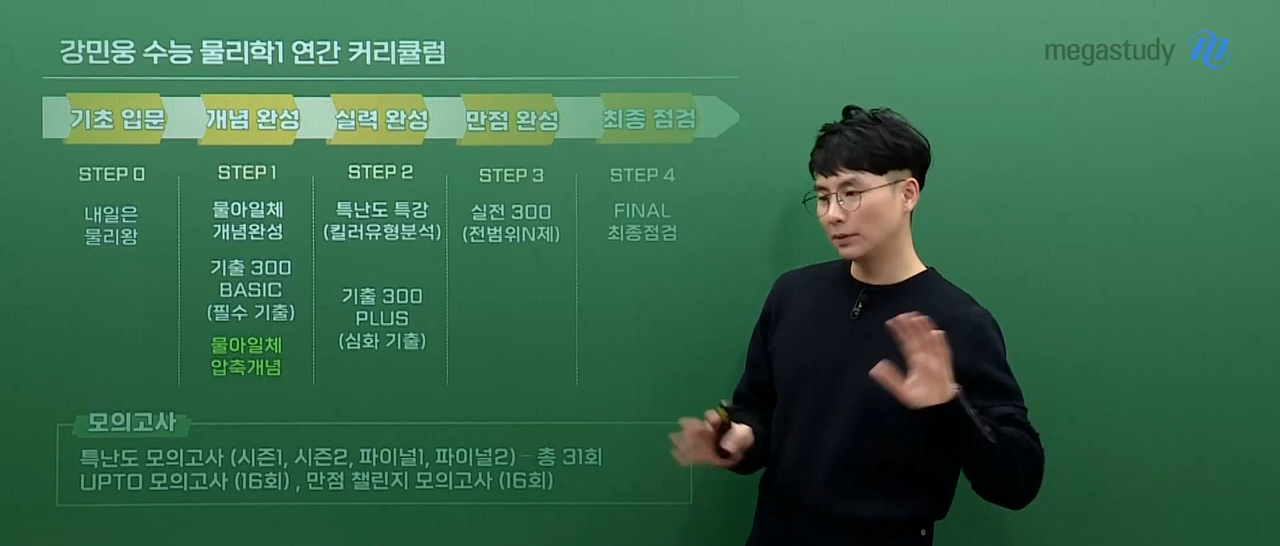 강민웅 수능 물리학1 연간 커리큘럼
megastudy
기초 입문
개념 완성
실력 완성
만점 완성
최종 점검
STEP 0
STEP 1
STEP 2
STEP 3
STEP 4
내일은
물리왕
물아일체
개념완성
기출 300
BASIC
(필수 기출)
물아일체
압축개념
특난도 특강
(킬러유형분석)
기출 300
PLUS
(심화 기출)
실전 300
(전범위N제)
FINAL
최종점검
모의고사
특난도 모의고사 (시즌1, 시즌2, 파이널1, 파이널2) - 총 31회
UPTO 모의고사 (16회) , 만점 챌린지 모의고사 (16회)